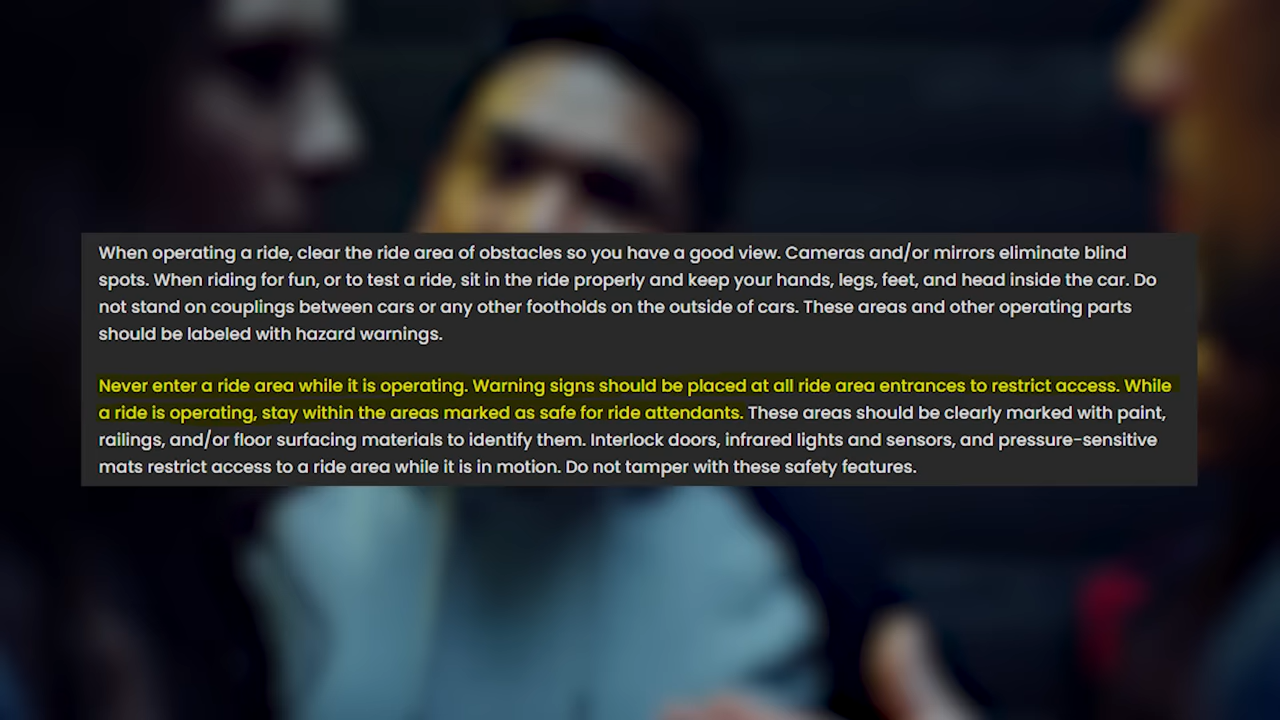 When operating a ride, clear the ride area of obstacles so you have a good view. Cameras and/or mirrors eliminate blind
spots. When riding for fun, or to test a ride, sit in the ride properly and keep your hands, legs, feet, and head inside the car. Do
not stand on couplings between cars or any other footholds on the outside of cars. These areas and other operating parts
should be labeled with hazard warnings.
Never enter a ride area while it is operating. Warning signs should be placed at all ride area entrances to restrict access. While
a ride is operating, stay within the areas marked as safe for ride attendants. These areas should be clearly marked with paint,
railings, and/or floor surfacing materials to identify them. Interlock doors, infrared lights and sensors, and pressure-sensitive
mats restrict access to a ride area while it is in motion. Do not tamper with these safety features.